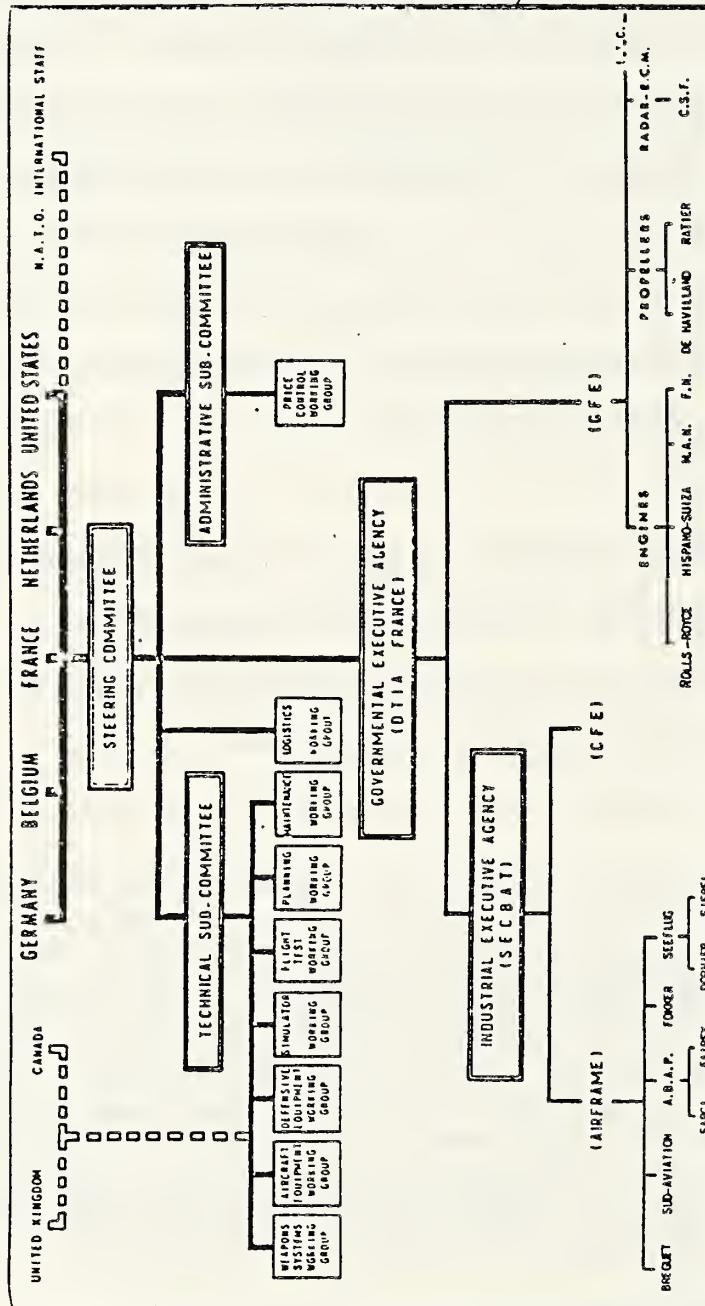 GERMANY BELGIUM FRANCE NETHERLANDS UNITED STATES
UNITED KINGDOM CANADA N.A.T.O. INTERNATIONAL STAFF
STEERING COMMITTEE
TECHNICAL SUB-COMMITTEE
ADMINISTRATIVE SUB-COMMITTEE
WEAPONS
SYSTEMS
WORKING
GROUP
AIRCRAFT
EQUIPMENT
WORKING
GROUP
DEFENSIVE
EQUIPMENT
WORKING
GROUP
SIMULATOR
WORKING
GROUP
FLIGHT
TEST
WORKING
GROUP
PLANNING
WORKING
GROUP
MAINTENANCE
WORKING
GROUP
LOGISTICS
WORKING
GROUP
PRICE
CONTROL
WORKING
GROUP
GOVERNMENTAL EXECUTIVE AGENCY
(DTIA FRANCE)
INDUSTRIAL EXECUTIVE AGENCY
(SECBAT)
(AIRFRAME)
(CFE)
(GFE)
BREGUET SUD-AVIATION A.B.A.P. FOKKER SEEFLUG
FAIREY DORNIER
ENGINES PROPELLERS RADAR-E.C.M.
ROLLS-ROYCE HISPANO-SUIZA M.A.N. F.N. DE HAVILLAND RATIER C.S.F.